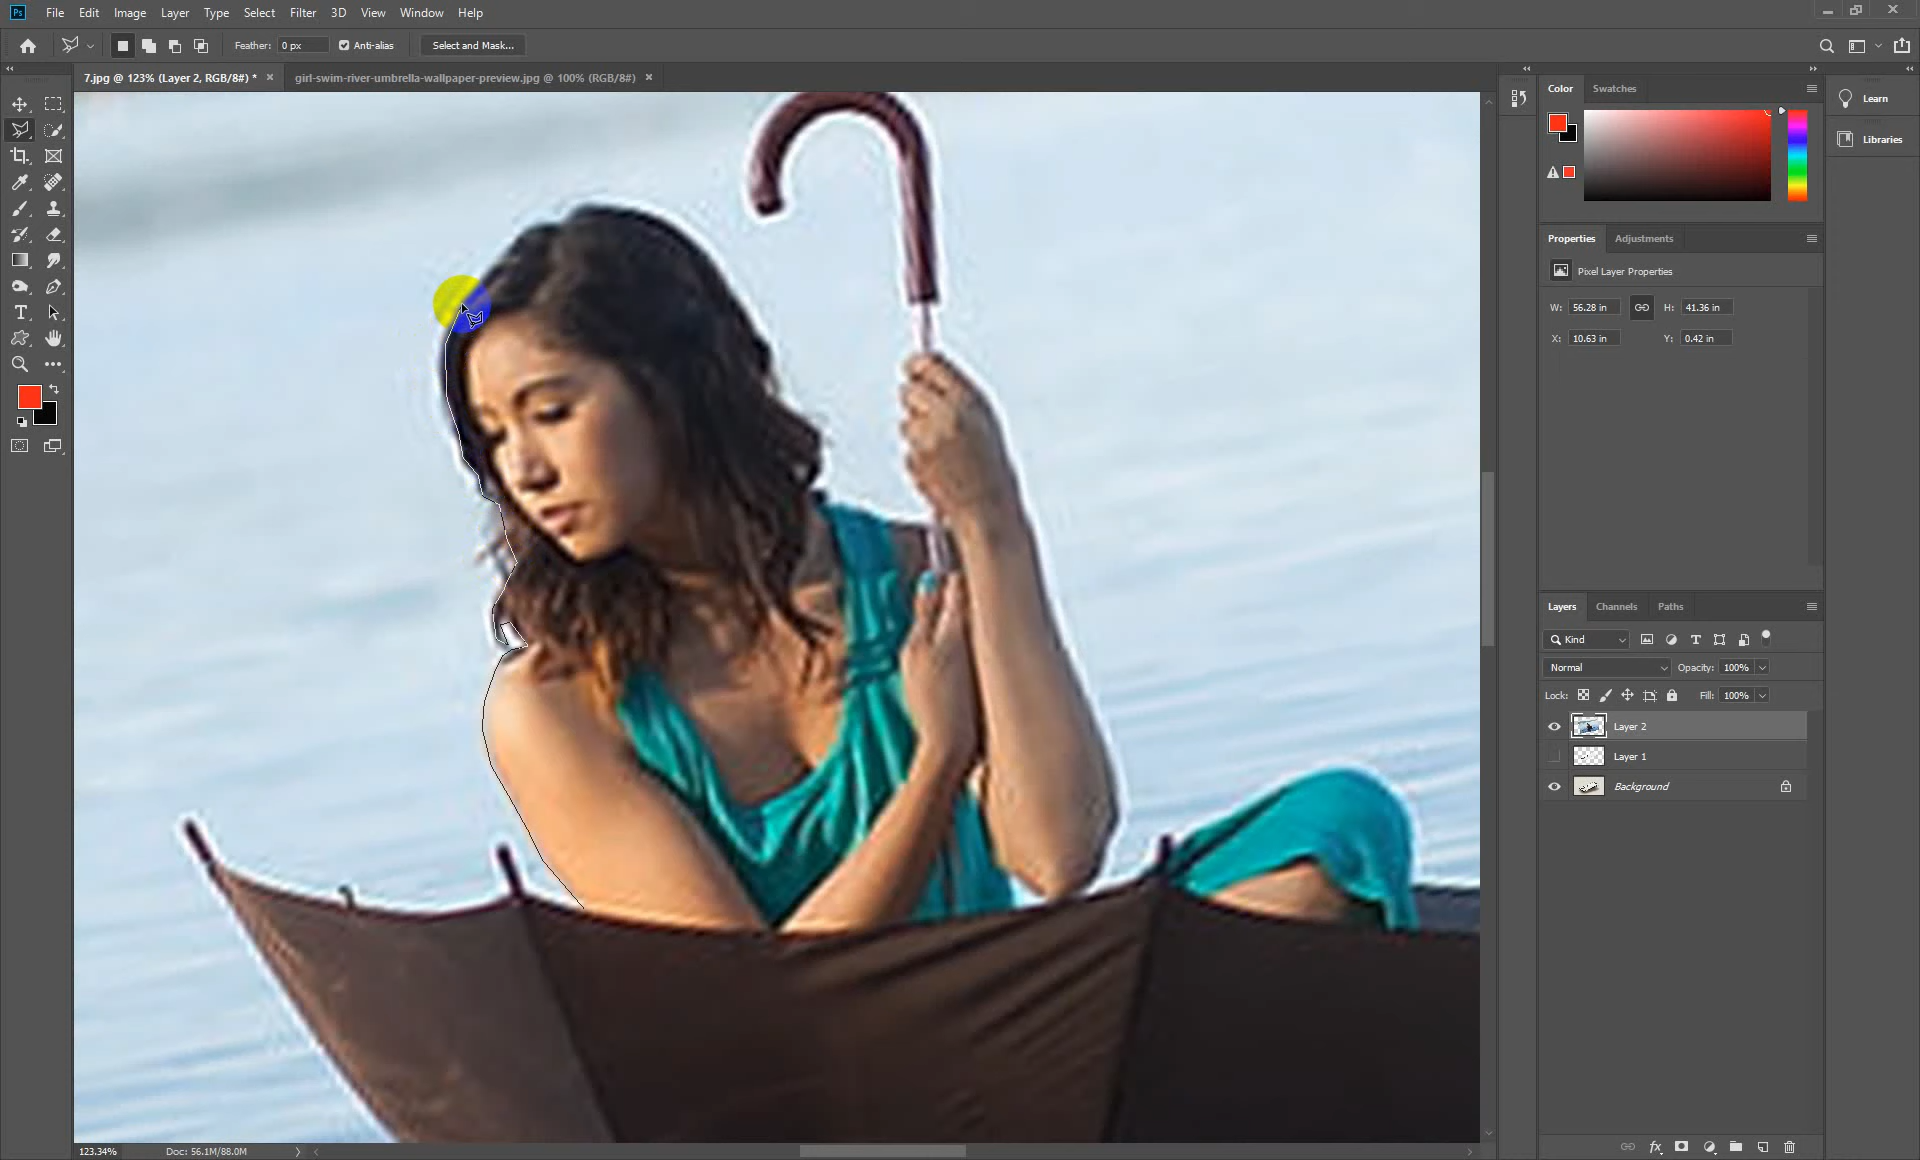 Ps File Edit Image Layer Type Select Filter 3D View Window Help
Feather: 0 px Anti-alias Select and Mask...
7.jpg @ 123% (Layer 2, RGB/8#) * × girl-swim-river-umbrella-wallpaper-preview.jpg @ 100% (RGB/8#) ×
Color Swatches
Learn
Libraries
Properties Adjustments
Pixel Layer Properties
W: 56.28 in H: 41.36 in
X: 10.63 in Y: 0.42 in
Layers Channels Paths
Kind
Normal Opacity: 100%
Lock: Fill: 100%
Layer 2
Layer 1
Background
123.34% Doc: 56.1M/88.0M